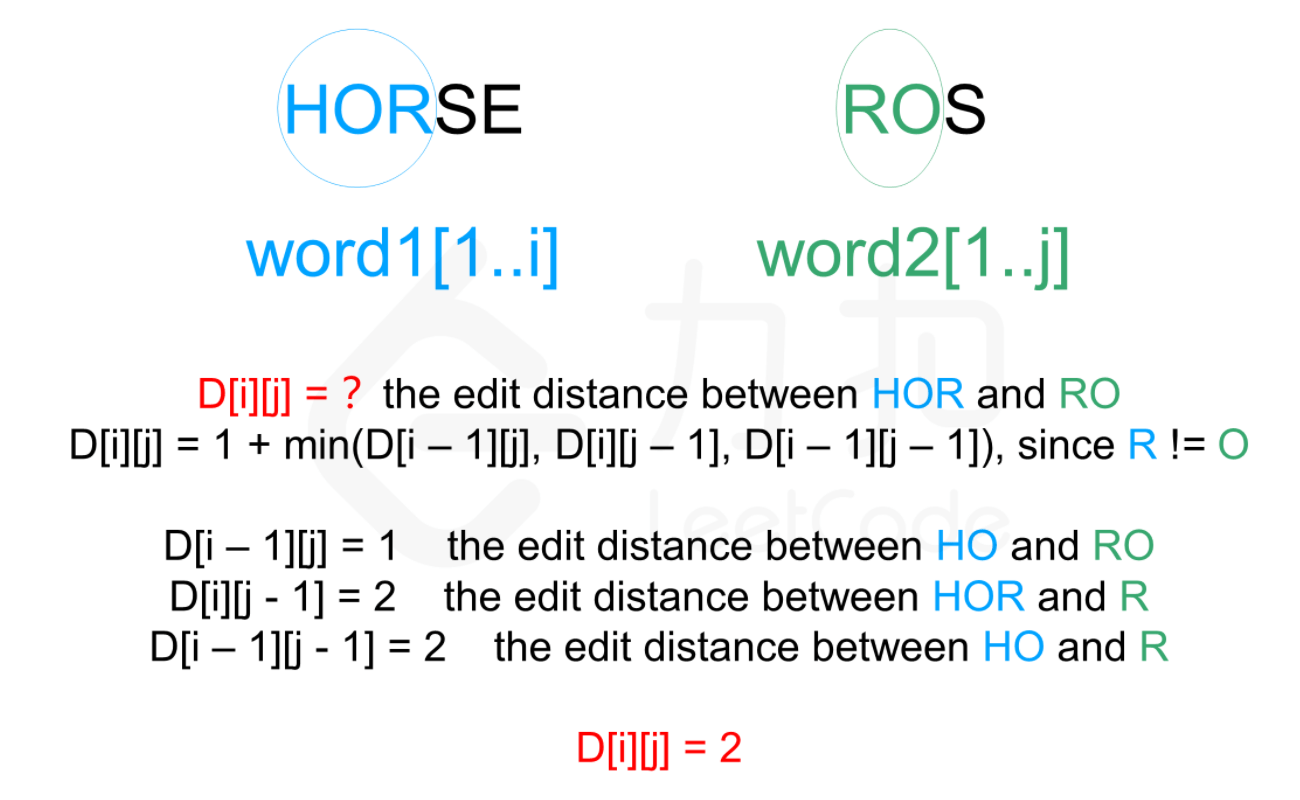 HORSE ROS
word1[1..i] word2[1..j]
D[i][j] = ? the edit distance between HOR and RO
D[i][j] = 1 + min(D[i – 1][j], D[i][j – 1], D[i – 1][j – 1]), since R != O
D[i – 1][j] = 1 the edit distance between HO and RO
D[i][j - 1] = 2 the edit distance between HOR and R
D[i – 1][j - 1] = 2 the edit distance between HO and R
D[i][j] = 2
力扣
LeetCode